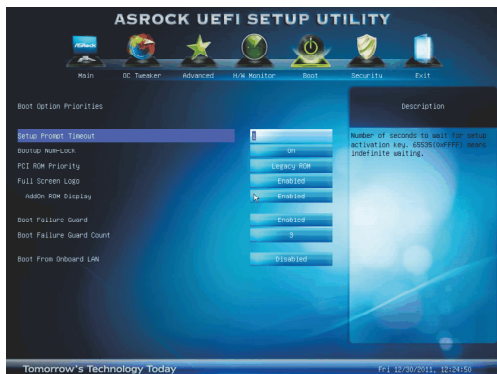 ASROCK UEFI SETUP UTILITY
ASRock
Main
OC Tweaker
Advanced
H/W Monitor
Boot
Security
Exit
Boot Option Priorities
Description
Setup Prompt Timeout
1
Number of seconds to wait for setup
activation key. 65535(0xFFFF) means
indefinite waiting.
Bootup Num-Lock
On
PCI ROM Priority
Legacy ROM
Full Screen Logo
Enabled
AddOn ROM Display
Enabled
Boot Failure Guard
Enabled
Boot Failure Guard Count
3
Boot From Onboard LAN
Disabled
Tomorrow's Technology Today
Fri 12/30/2011, 12:24:50